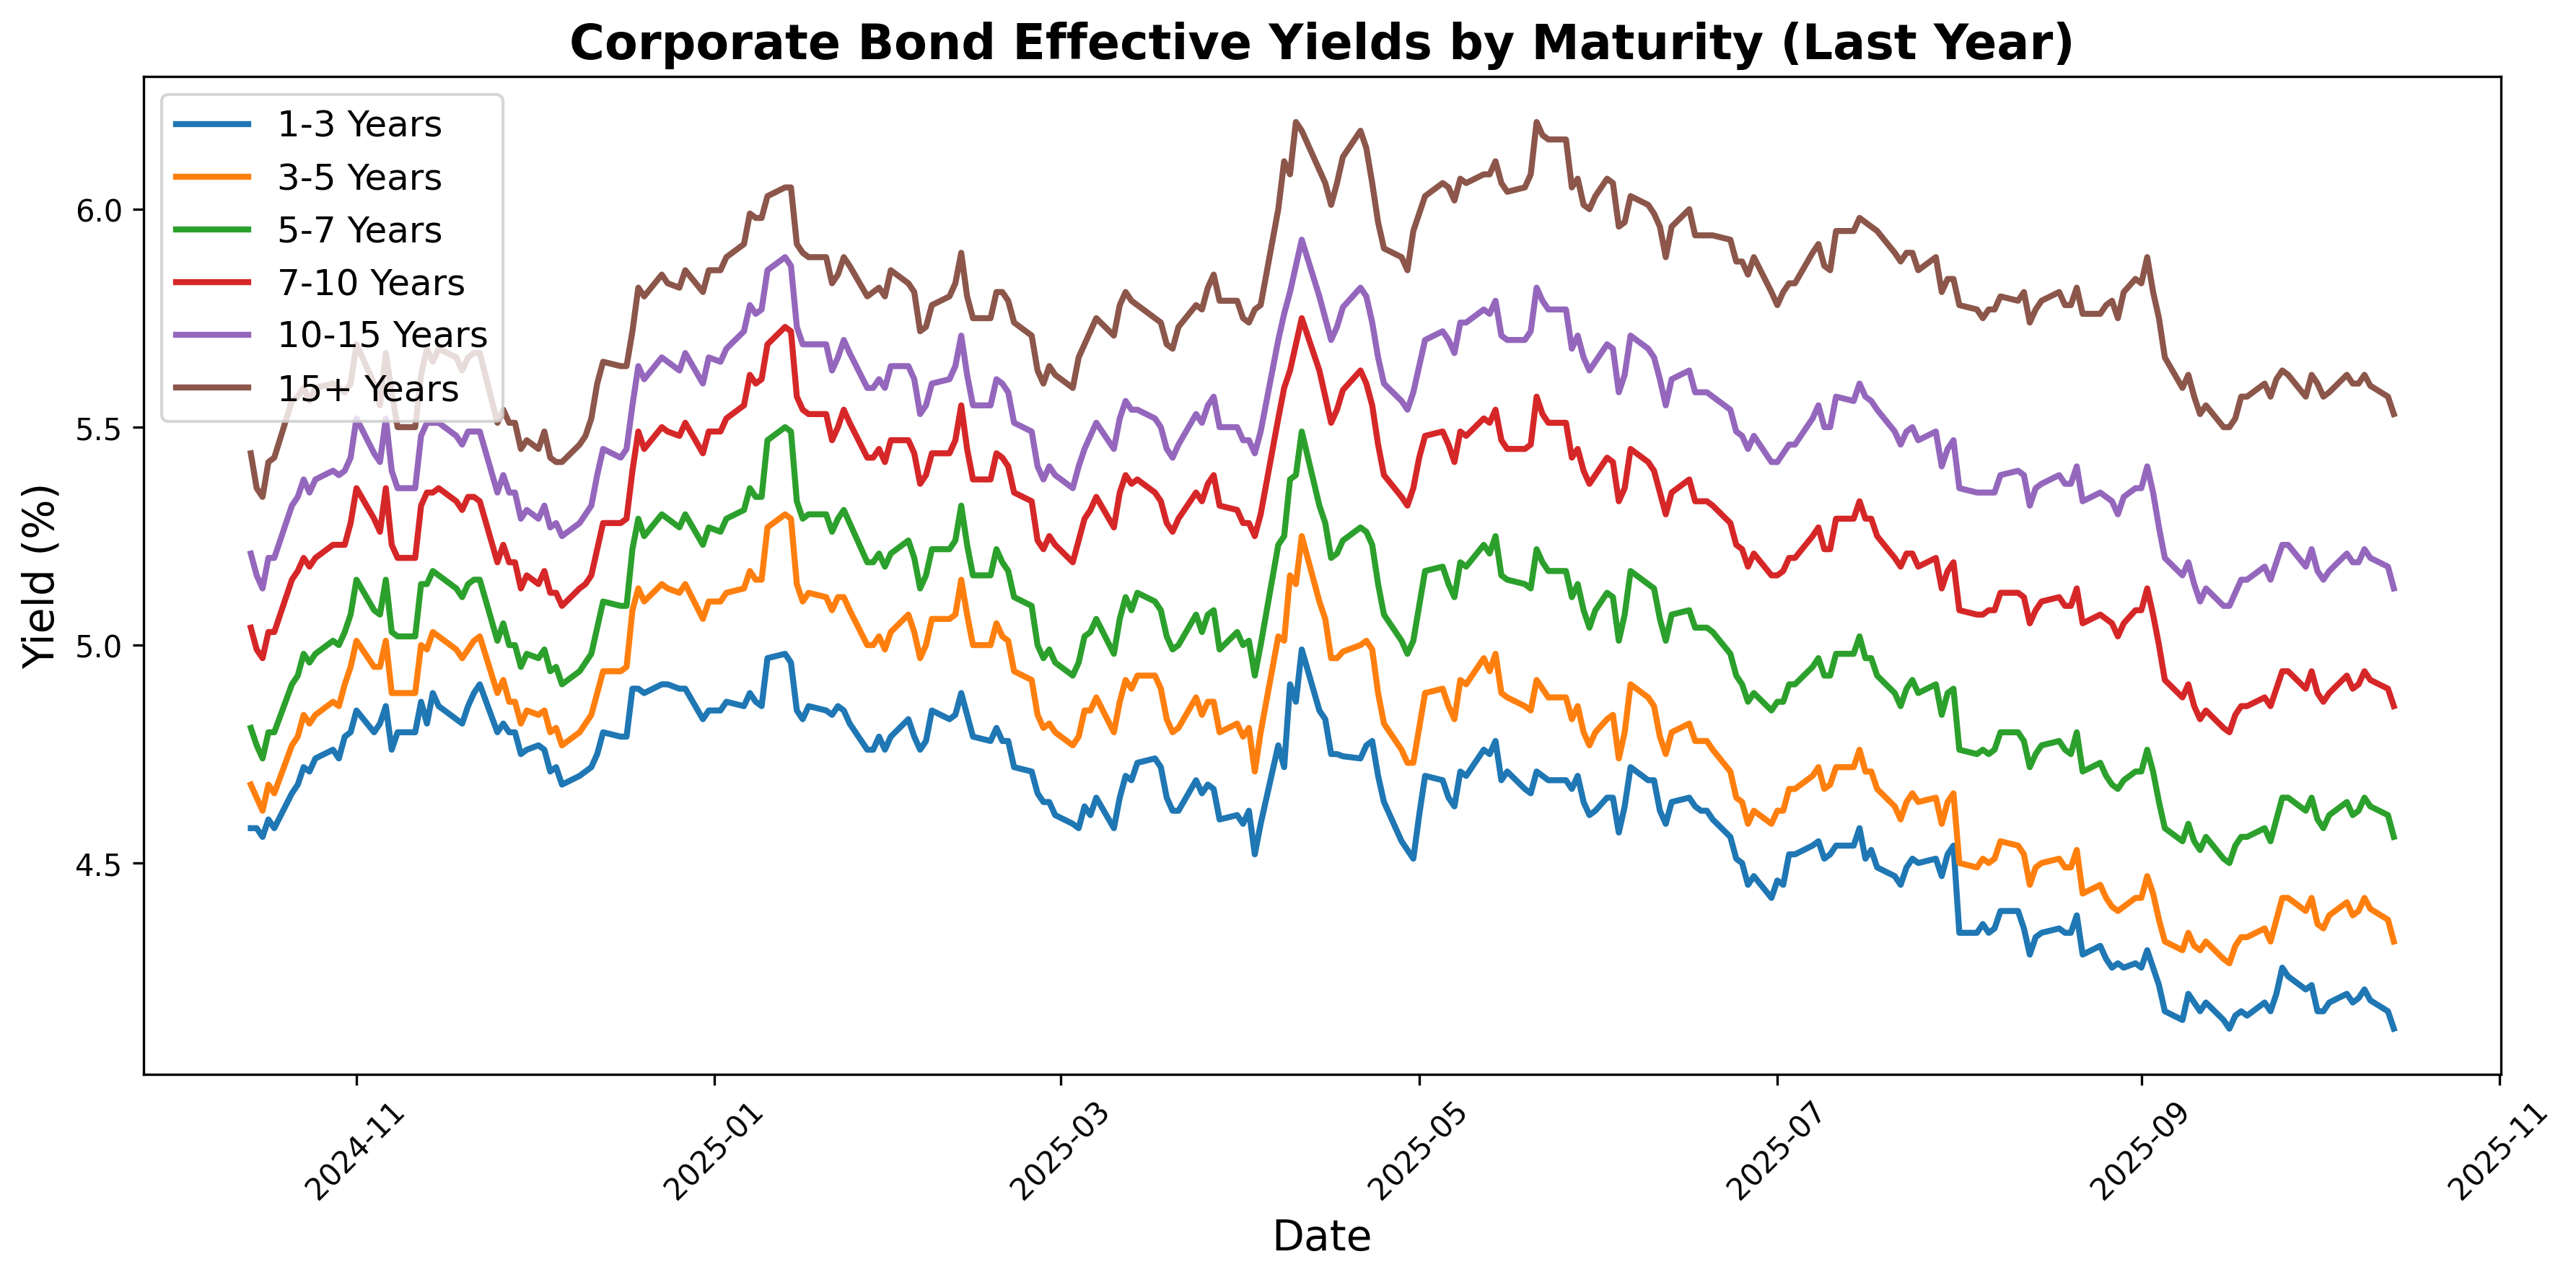 Corporate Bond Effective Yields by Maturity (Last Year)
1-3 Years
3-5 Years
5-7 Years
7-10 Years
10-15 Years
15+ Years
6.0
5.5
5.0
4.5
Yield (%)
2024-11
2025-01
2025-03
2025-05
2025-07
2025-09
2025-11
Date